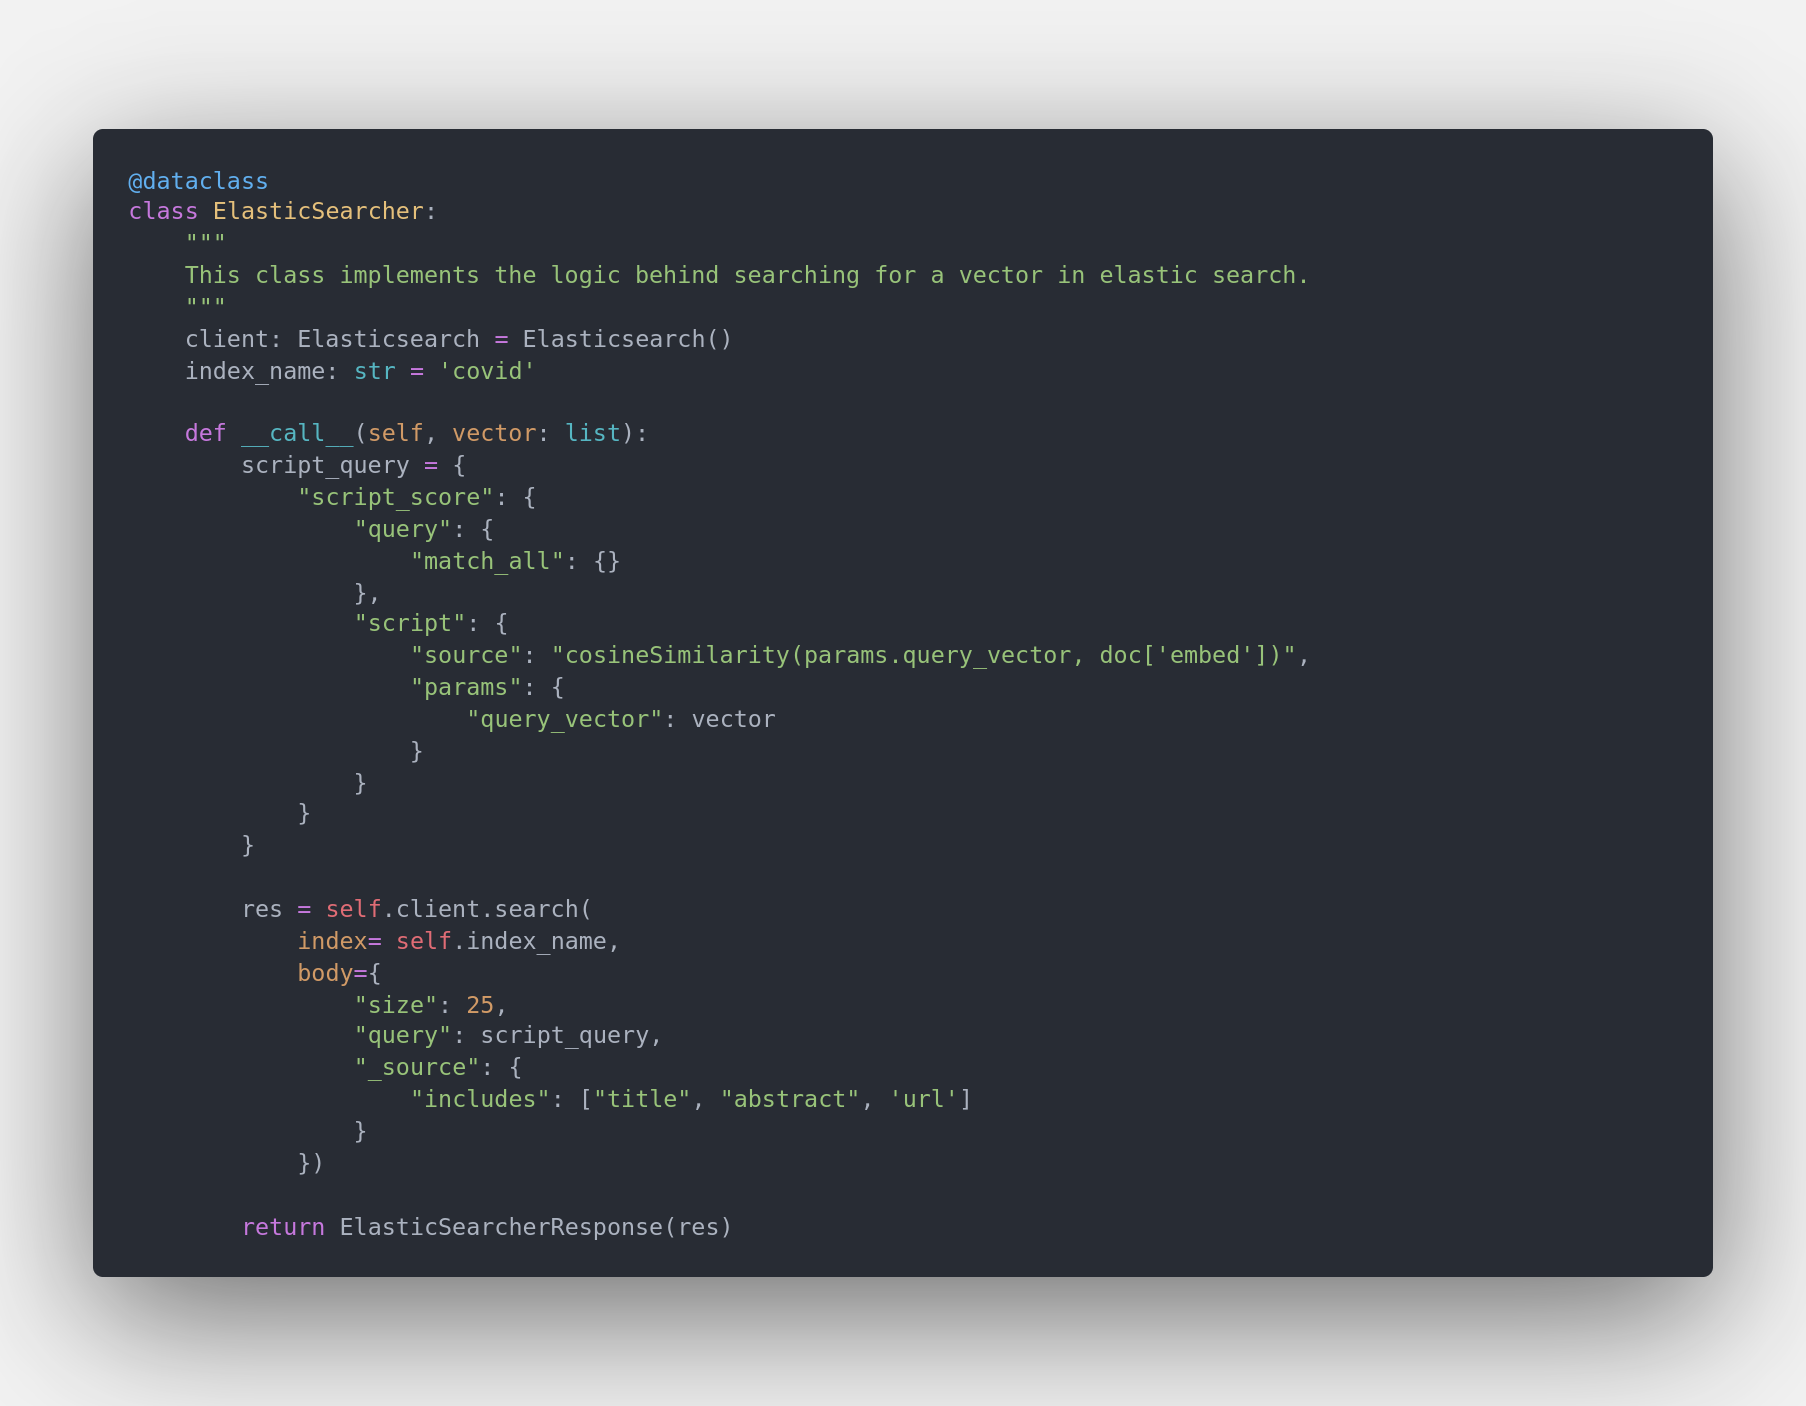 @dataclass
class ElasticSearcher:
    """
    This class implements the logic behind searching for a vector in elastic search.
    """
    client: Elasticsearch = Elasticsearch()
    index_name: str = 'covid'

    def __call__(self, vector: list):
        script_query = {
            "script_score": {
                "query": {
                    "match_all": {}
                },
                "script": {
                    "source": "cosineSimilarity(params.query_vector, doc['embed'])",
                    "params": {
                        "query_vector": vector
                    }
                }
            }
        }

        res = self.client.search(
            index= self.index_name,
            body={
                "size": 25,
                "query": script_query,
                "_source": {
                    "includes": ["title", "abstract", 'url']
                }
            })

        return ElasticSearcherResponse(res)